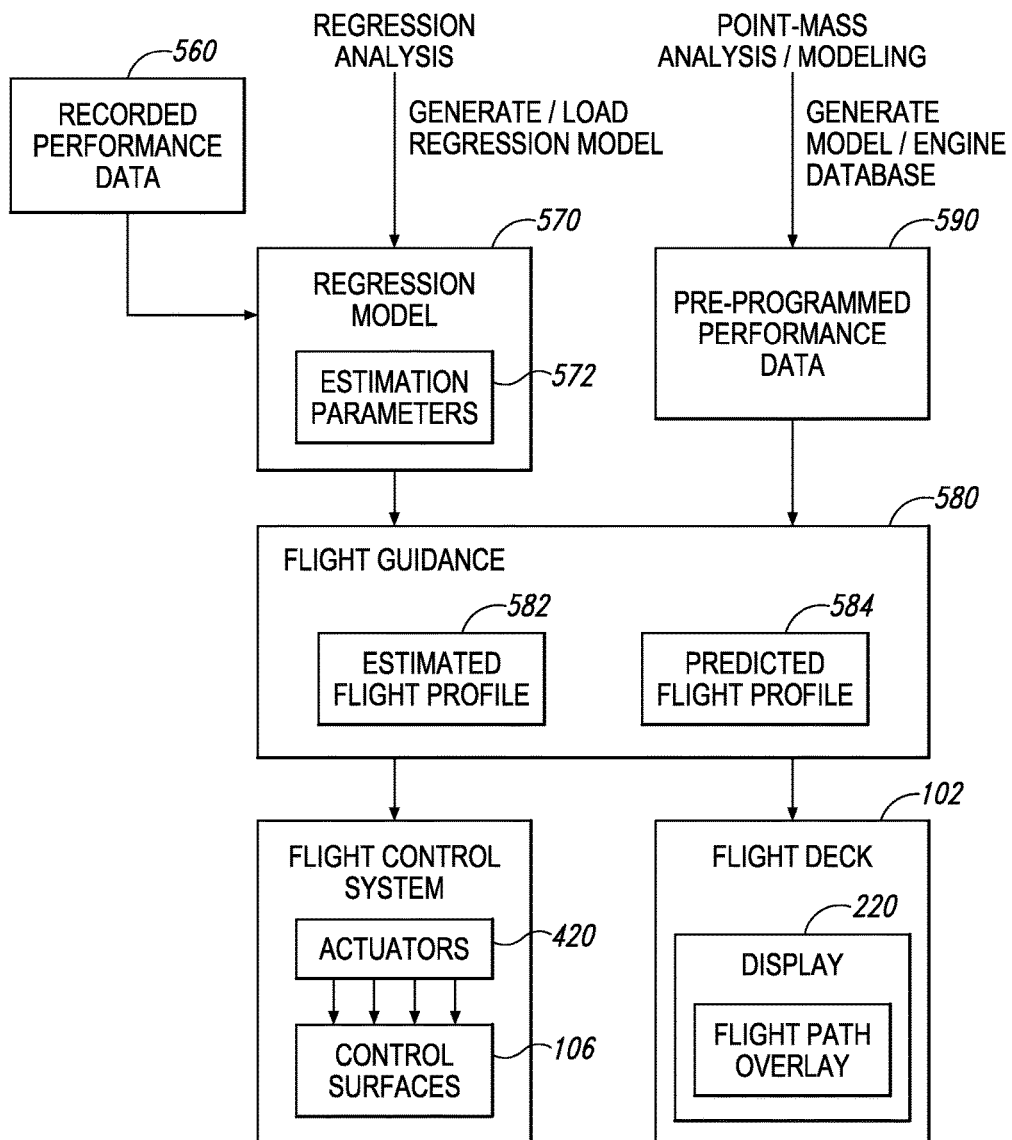 REGRESSION
ANALYSIS
POINT-MASS
ANALYSIS / MODELING
560
RECORDED
PERFORMANCE
DATA
GENERATE / LOAD
REGRESSION MODEL
GENERATE
MODEL / ENGINE
DATABASE
570
REGRESSION
MODEL
ESTIMATION
PARAMETERS
572
590
PRE-PROGRAMMED
PERFORMANCE
DATA
580
FLIGHT GUIDANCE
582
ESTIMATED
FLIGHT PROFILE
584
PREDICTED
FLIGHT PROFILE
FLIGHT CONTROL
SYSTEM
ACTUATORS
420
CONTROL
SURFACES
106
102
FLIGHT DECK
220
DISPLAY
FLIGHT PATH
OVERLAY